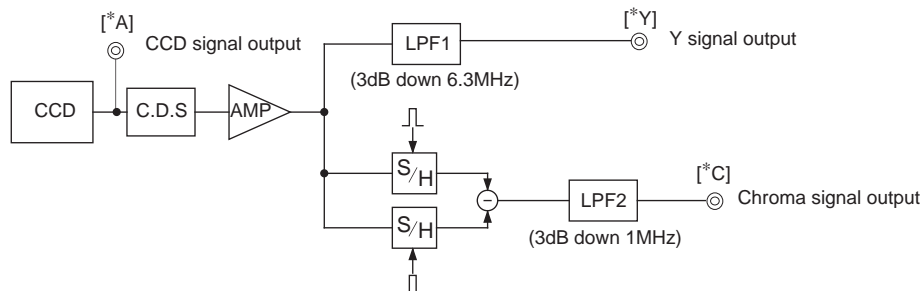 [*A]
CCD signal output
[*Y]
Y signal output
LPF1
(3dB down 6.3MHz)
CCD
C.D.S
AMP
S/H
[*C]
Chroma signal output
LPF2
(3dB down 1MHz)
S/H